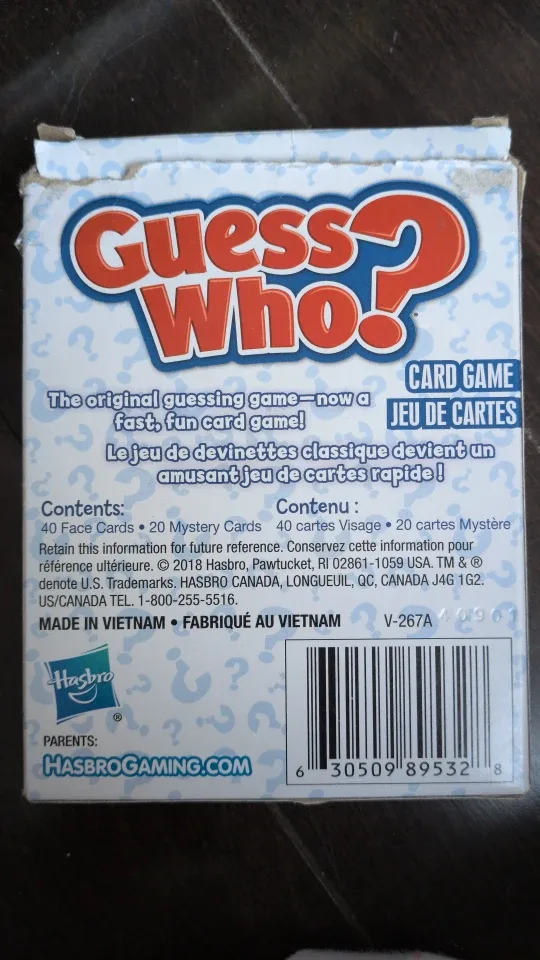 Guess
Who?
CARD GAME
JEU DE CARTES
The original guessing game—now a
fast, fun card game!
Le jeu de devinettes classique devient un
amusant jeu de cartes rapide !
Contents:
40 Face Cards • 20 Mystery Cards
Contenu :
40 cartes Visage • 20 cartes Mystère
Retain this information for future reference. Conservez cette information pour
référence ultérieure. © 2018 Hasbro, Pawtucket, RI 02861-1059 USA. TM & ®
denote U.S. Trademarks. HASBRO CANADA, LONGUEUIL, QC, CANADA J4G 1G2.
US/CANADA TEL. 1-800-255-5516.
MADE IN VIETNAM • FABRIQUÉ AU VIETNAM V-267A
Hasbro
®
PARENTS:
HASBROGAMING.COM
6 30509 89532 8